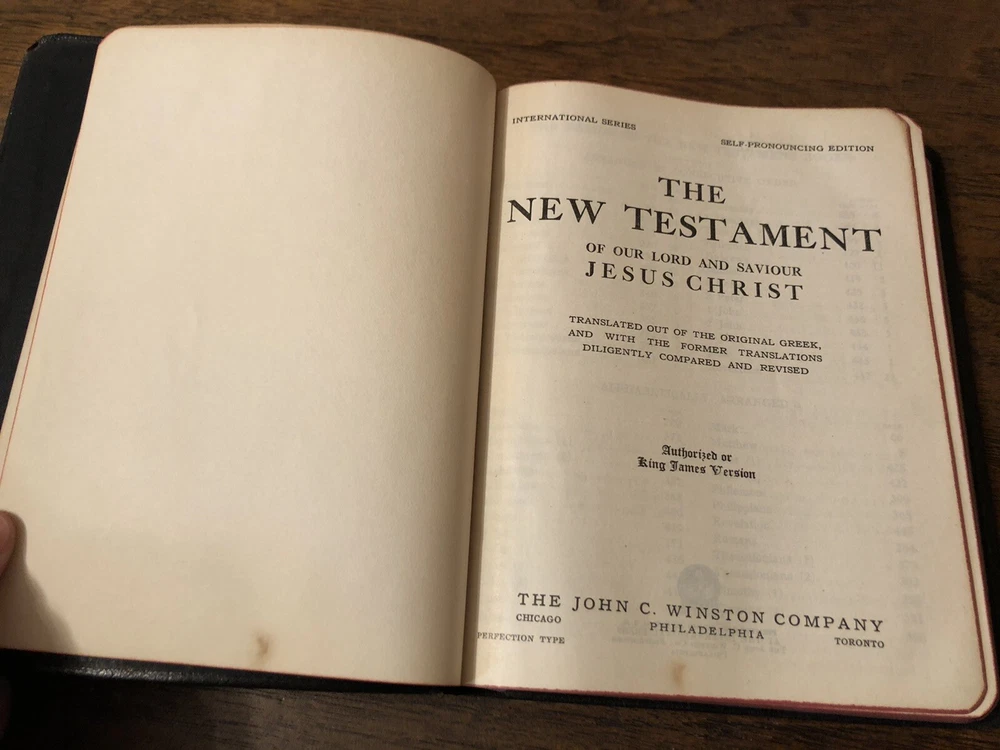 INTERNATIONAL SERIES
SELF-PRONOUNCING EDITION
THE
NEW TESTAMENT
OF OUR LORD AND SAVIOUR
JESUS CHRIST
TRANSLATED OUT OF THE ORIGINAL GREEK,
AND WITH THE FORMER TRANSLATIONS
DILIGENTLY COMPARED AND REVISED
Authorized or
King James Version
THE JOHN C. WINSTON COMPANY
CHICAGO PHILADELPHIA TORONTO
PERFECTION TYPE